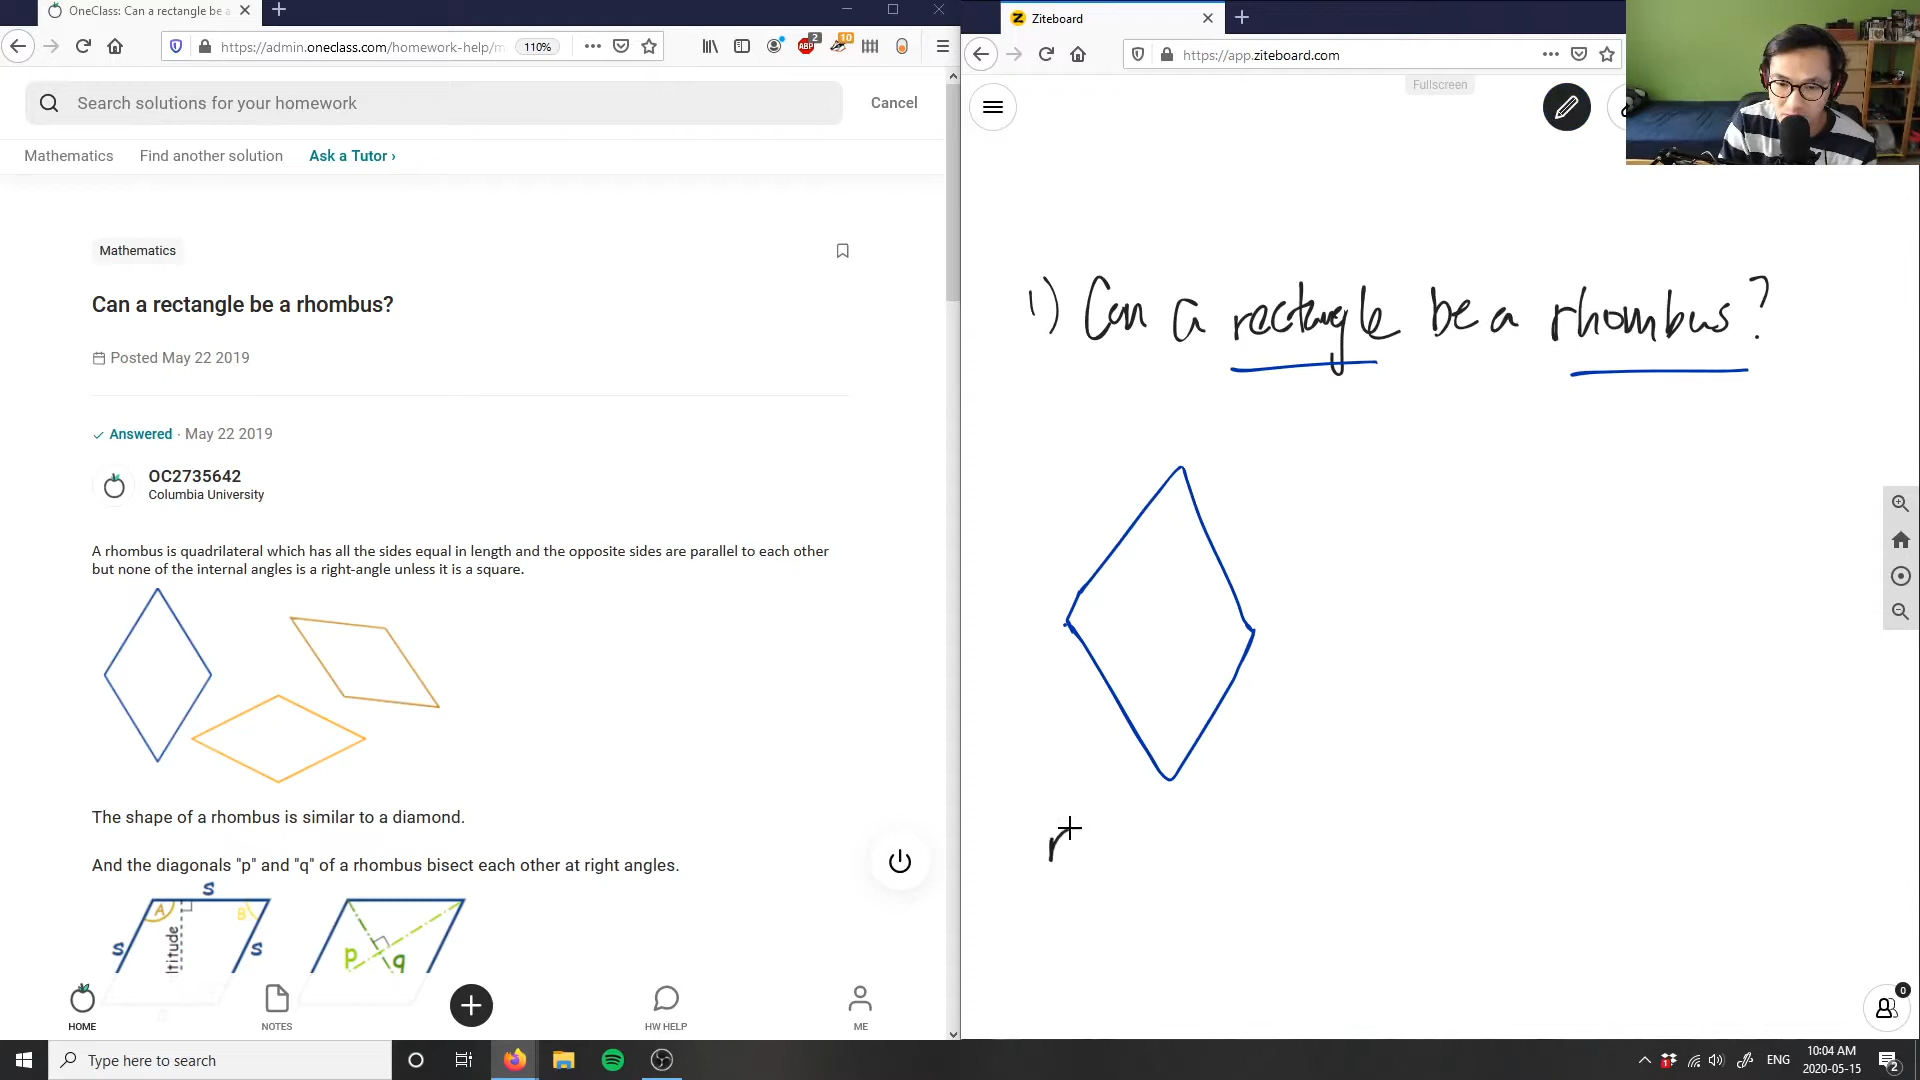 OneClass: Can a rectangle be a
https://admin.oneclass.com/homework-help/m
110%
2
10
Search solutions for your homework
Cancel
Mathematics
Find another solution
Ask a Tutor ›
Mathematics
Can a rectangle be a rhombus?
Posted May 22 2019
Answered · May 22 2019
OC2735642
Columbia University
A rhombus is quadrilateral which has all the sides equal in length and the opposite sides are parallel to each other
but none of the internal angles is a right-angle unless it is a square.
The shape of a rhombus is similar to a diamond.
And the diagonals "p" and "q" of a rhombus bisect each other at right angles.
S
A
B
S
S
ltitude
p
q
HOME
NOTES
HW HELP
ME
Ziteboard
https://app.ziteboard.com
Fullscreen
1) Can a rectangle be a rhombus?
r
0
Type here to search
ABP
ENG
10:04 AM
2020-05-15
2